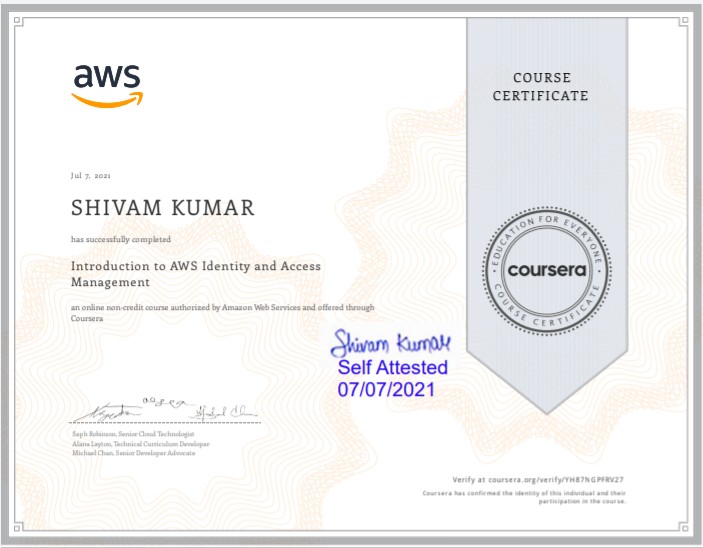 aws
COURSE
CERTIFICATE
Jul 7, 2021
SHIVAM KUMAR
has successfully completed
Introduction to AWS Identity and Access
Management
an online non-credit course authorized by Amazon Web Services and offered through
Coursera
EDUCATION FOR EVERYONE
coursera
COURSE CERTIFICATE
Shivam Kumar
Self Attested
07/07/2021
Seph Robinson, Senior Cloud Technologist
Alana Layton, Technical Curriculum Developer
Michael Chan, Senior Developer Advocate
Verify at coursera.org/verify/YH87NGPFRV27
Coursera has confirmed the identity of this individual and their
participation in the course.